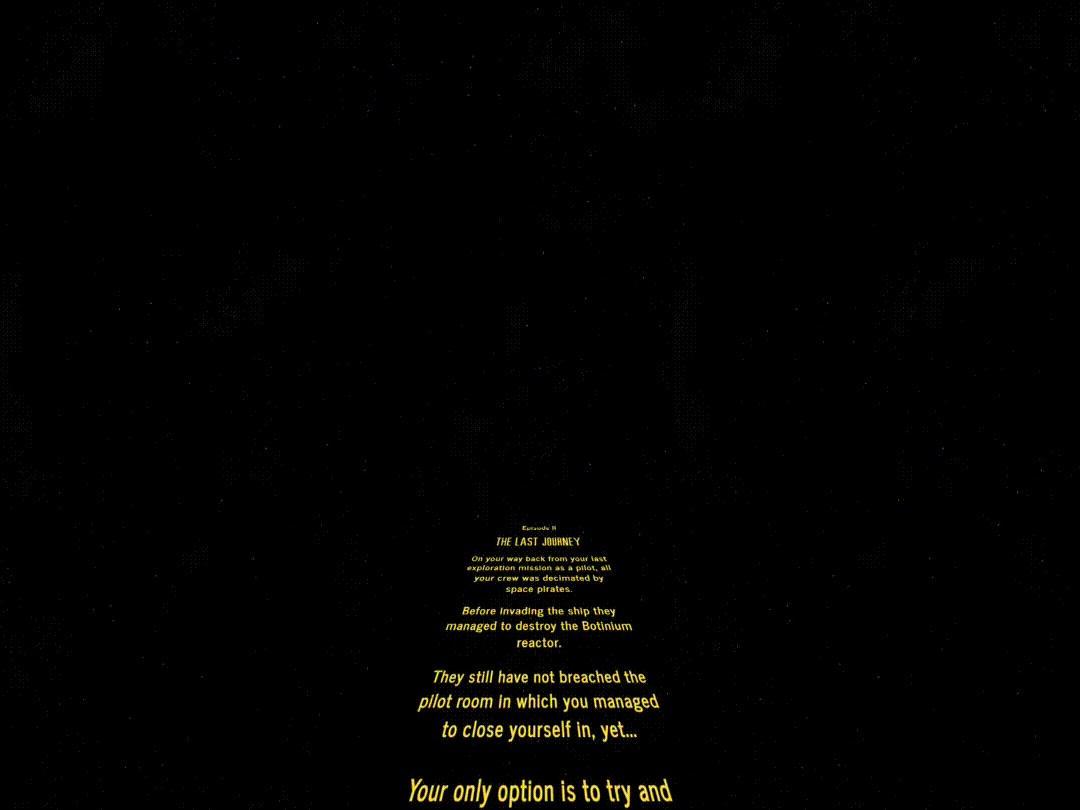 Episode II
THE LAST JOURNEY
On your way back from your last
exploration mission as a pilot, all
your crew was decimated by
space pirates.
Before invading the ship they
managed to destroy the Botinium
reactor.
They still have not breached the
pilot room in which you managed
to close yourself in, yet...
Your only option is to try and